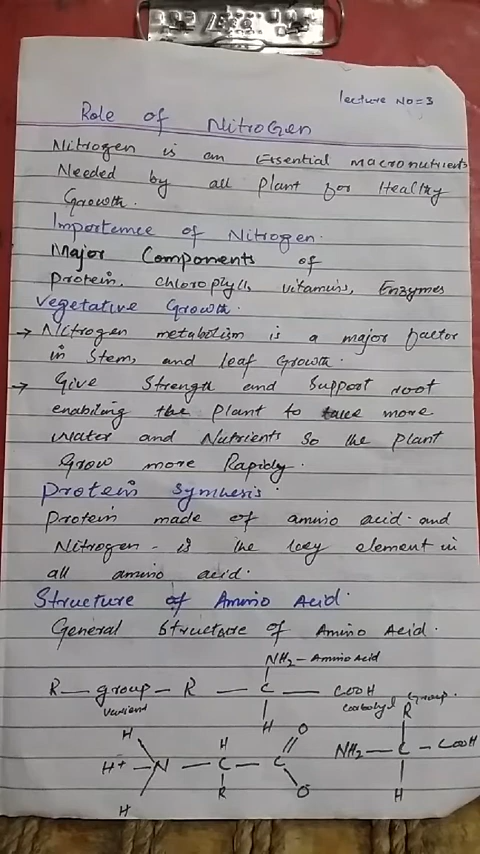 lecture No = 3
Role of NitroGen
Nitrogen is an Essential macronutrients
Needed by all Plant for Healthy
Growth.
Importence of Nitrogen.
Major Components of
Protein, chlorophyll, vitamins, Enzymes
Vegetative Growth.
→ Nitrogen metabolism is a major factor
in Stem, and leaf Growth.
→ Give Strength and Support root
enabling the Plant to take more
water and Nutrients So the Plant
Grow more Rapidy.
Protein Symhesis.
Protein made of amino acid. and
Nitrogen - is the key element in
all amino acid.
Structure of Amino Acid.
General Structure of Amino Acid.
NH2 - Amino Acid
R — group — R — C — COOH
Group.
H
R
H H O
H+ — N — C — C
NH2 — C — COOH
R O
H H